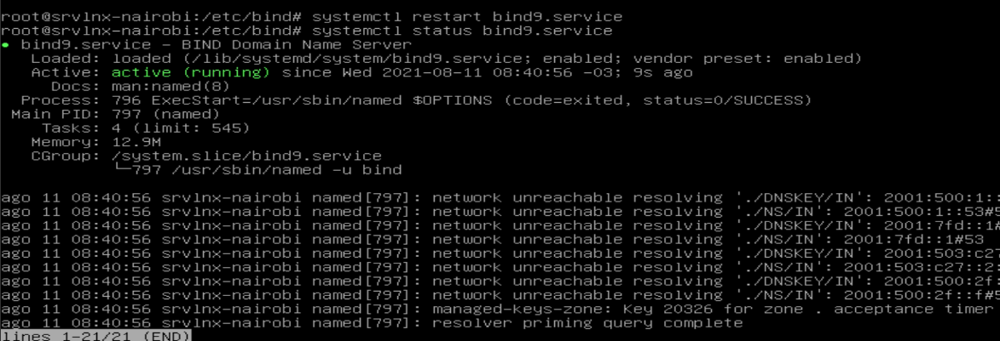 root@srvlnx-nairobi:/etc/bind# systemctl restart bind9.service
root@srvlnx-nairobi:/etc/bind# systemctl status bind9.service
● bind9.service – BIND Domain Name Server
Loaded: loaded (/lib/systemd/system/bind9.service; enabled; vendor preset: enabled)
Active: active (running) since Wed 2021-08-11 08:40:56 -03; 9s ago
Docs: man:named(8)
Process: 796 ExecStart=/usr/sbin/named $OPTIONS (code=exited, status=0/SUCCESS)
Main PID: 797 (named)
Tasks: 4 (limit: 545)
Memory: 12.9M
CGroup: /system.slice/bind9.service
└─797 /usr/sbin/named -u bind
ago 11 08:40:56 srvlnx-nairobi named[797]: network unreachable resolving './DNSKEY/IN': 2001:500:1::
ago 11 08:40:56 srvlnx-nairobi named[797]: network unreachable resolving './NS/IN': 2001:500:1::53#5
ago 11 08:40:56 srvlnx-nairobi named[797]: network unreachable resolving './DNSKEY/IN': 2001:7fd::1#
ago 11 08:40:56 srvlnx-nairobi named[797]: network unreachable resolving './NS/IN': 2001:7fd::1#53
ago 11 08:40:56 srvlnx-nairobi named[797]: network unreachable resolving './DNSKEY/IN': 2001:503:c27
ago 11 08:40:56 srvlnx-nairobi named[797]: network unreachable resolving './NS/IN': 2001:503:c27::2:
ago 11 08:40:56 srvlnx-nairobi named[797]: network unreachable resolving './DNSKEY/IN': 2001:500:2f:
ago 11 08:40:56 srvlnx-nairobi named[797]: network unreachable resolving './NS/IN': 2001:500:2f::f#5
ago 11 08:40:56 srvlnx-nairobi named[797]: managed-keys-zone: Key 20326 for zone . acceptance timer
ago 11 08:40:56 srvlnx-nairobi named[797]: resolver priming query complete
lines 1-21/21 (END)